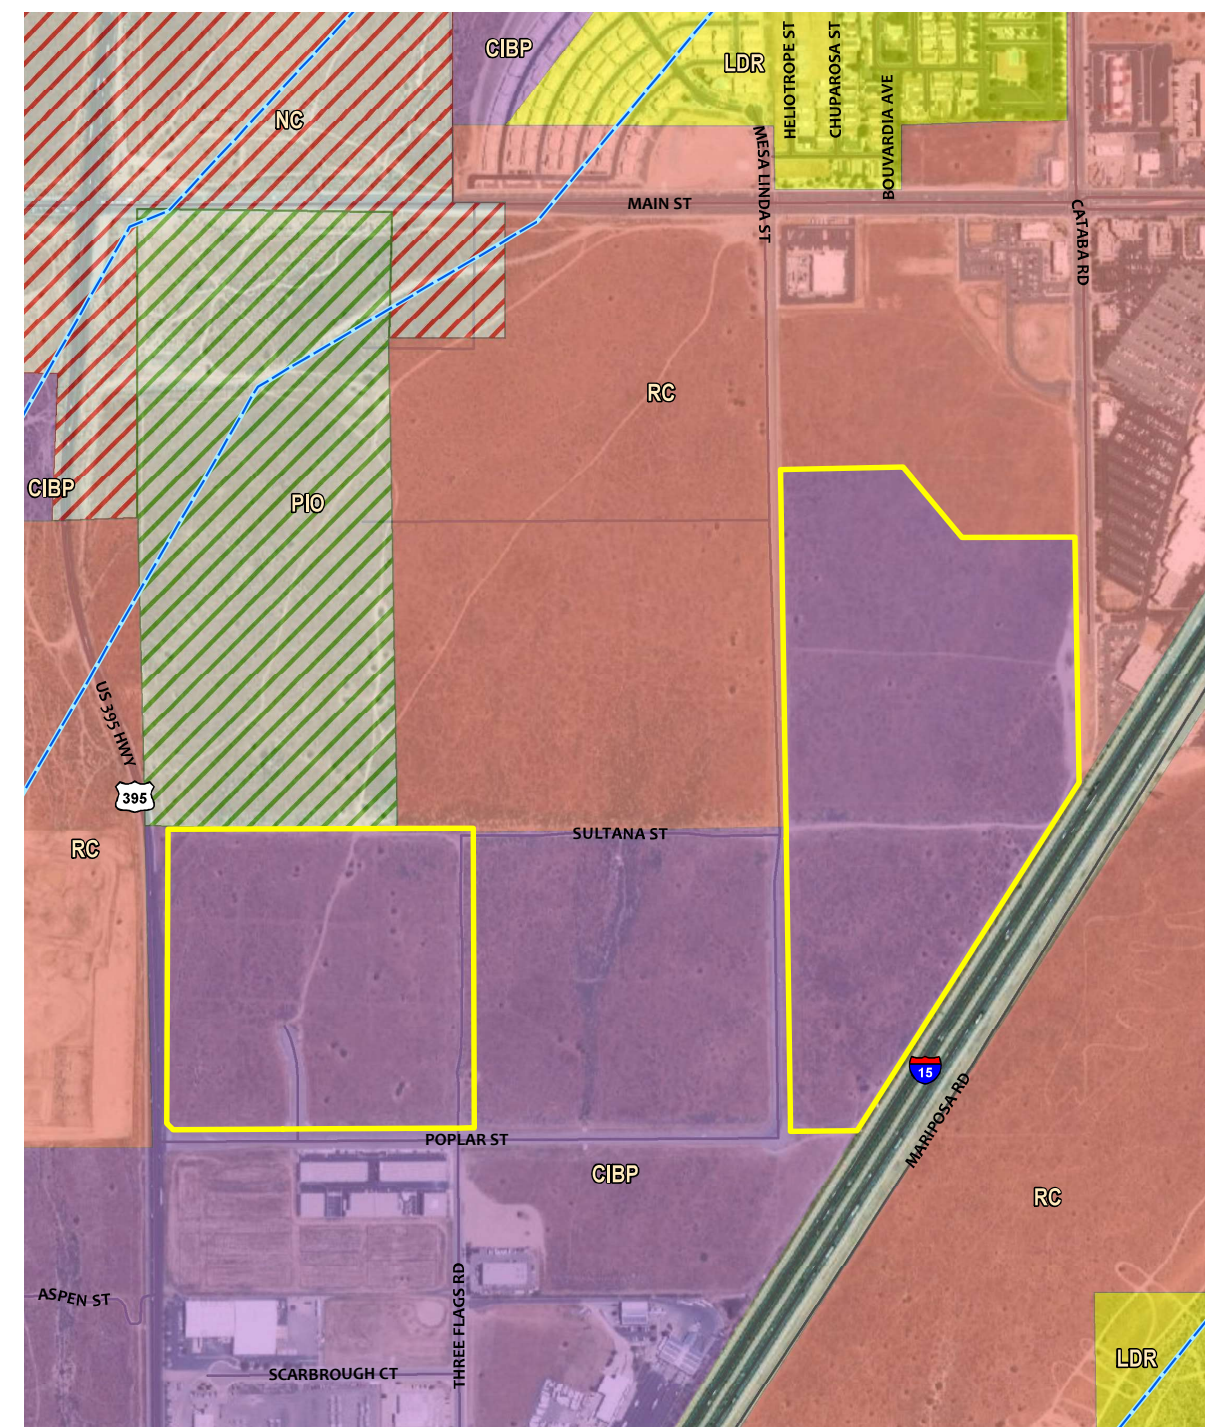 CIBP
LDR
HELIOTROPE ST
CHUPAROSA ST
BOUVARDIA AVE
NC
MESA LINDA ST
MAIN ST
CATABA RD
RC
CIBP
PIO
US 395 HWY
395
SULTANA ST
RC
15
MARIPOSA RD
POPLAR ST
CIBP
RC
ASPEN ST
THREE FLAGS RD
LDR
SCARBROUGH CT